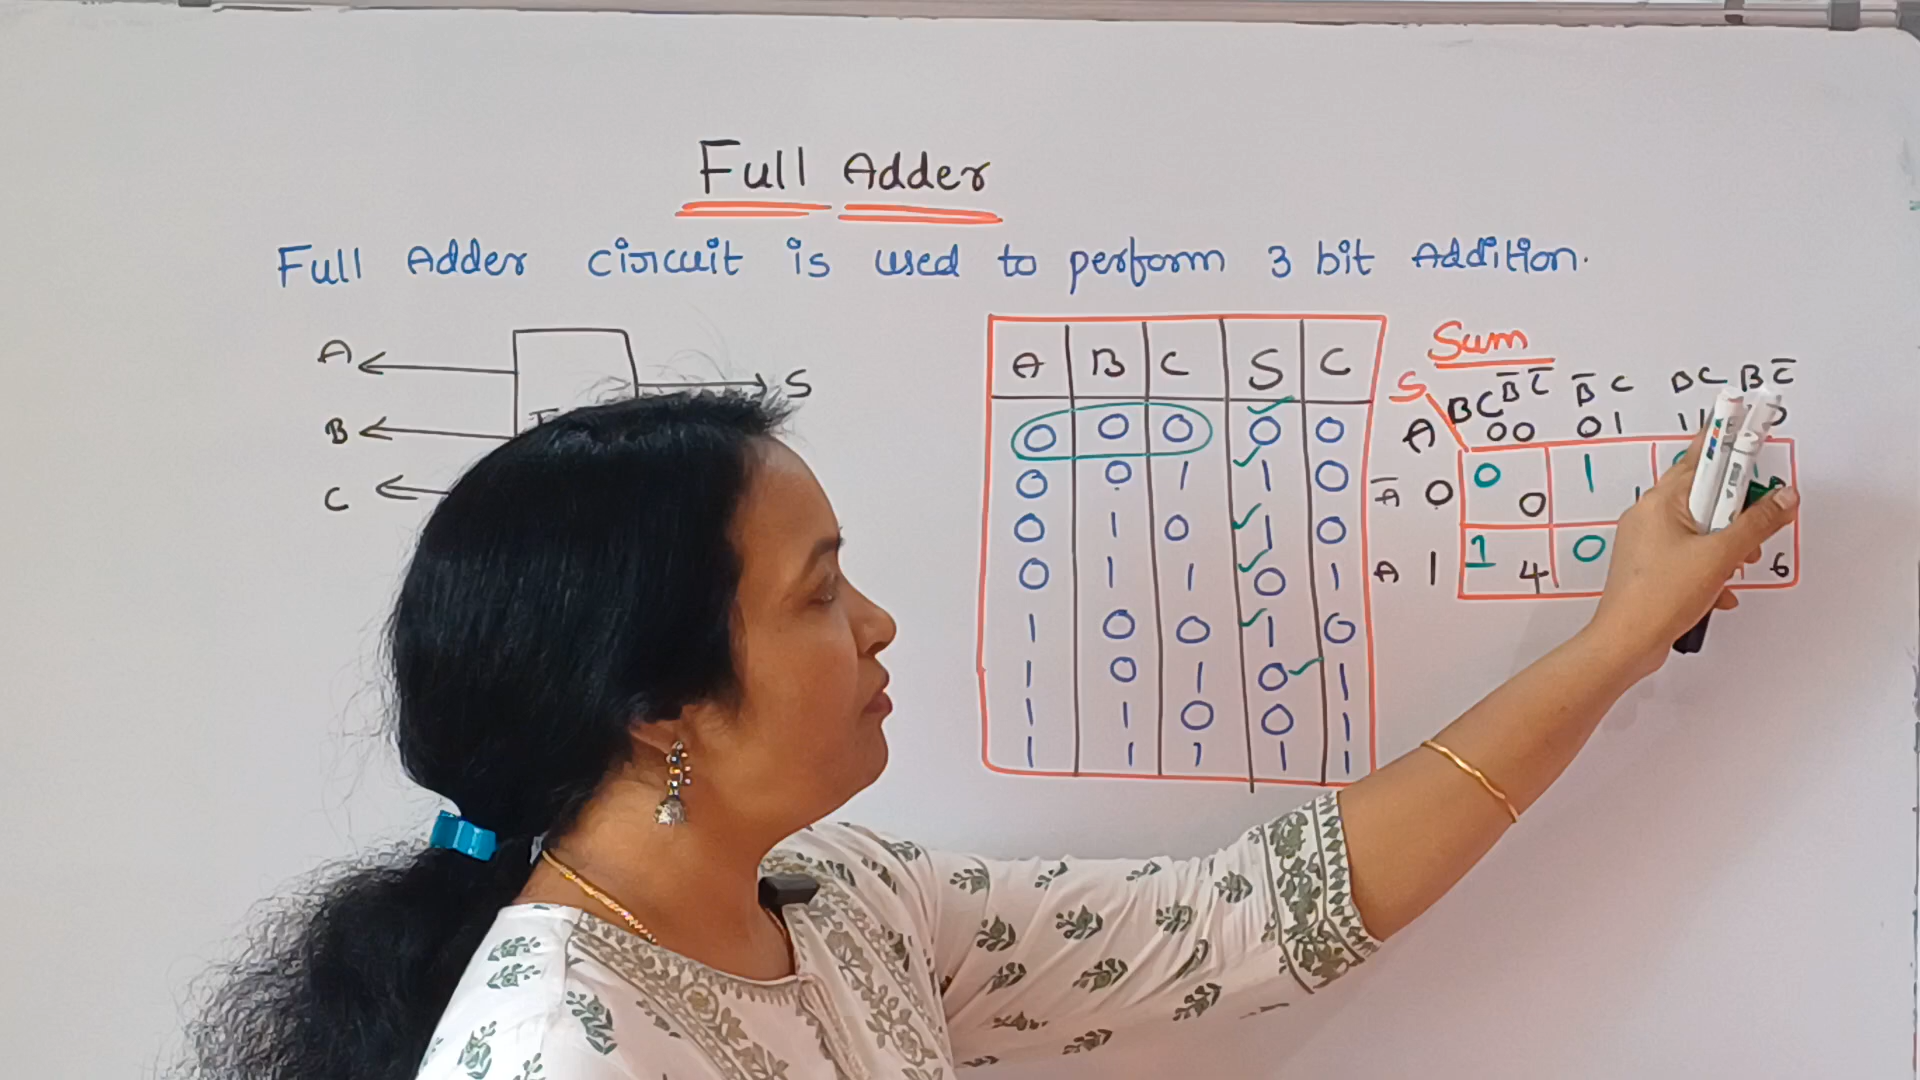 Full Adder
Full Adder circuit is used to perform 3 bit Addition.
A
B
C
S
A B C S C
0 0 0 0 0
0 0 1 1 0
0 1 0 1 0
0 1 1 0 1
1 0 0 1 0
1 0 1 0 1
1 1 0 0 1
1 1 1 1 1
Sum
S BC B̅ C̅ B̅ C B C B C̅
A 00 01 11
A̅ 0 0 0 1 1
A 1 1 4 0 6